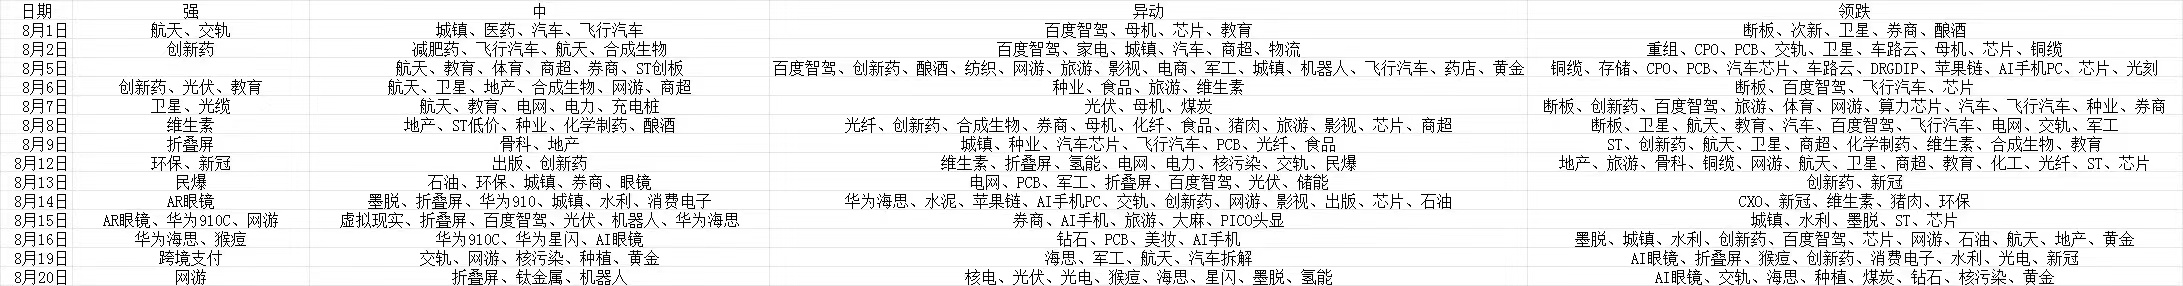 日期 强 中 异动 领跌
8月1日 航天、交轨 城镇、医药、汽车、飞行汽车 百度智驾、母机、芯片、教育 断板、次新、卫星、券商、酿酒
8月2日 创新药 减肥药、飞行汽车、航天、合成生物 百度智驾、家电、城镇、汽车、商超、物流 重组、CPO、PCB、交轨、卫星、车路云、母机、芯片、铜缆
8月5日 航天、教育、体育、商超、券商、ST创板 百度智驾、创新药、酿酒、纺织、网游、旅游、影视、电商、军工、城镇、机器人、飞行汽车、药店、黄金 铜缆、存储、CPO、PCB、汽车芯片、车路云、DRGDIP、苹果链、AI手机PC、芯片、光刻
8月6日 创新药、光伏、教育 航天、卫星、地产、合成生物、网游、商超 种业、食品、旅游、维生素 断板、百度智驾、飞行汽车、芯片
8月7日 卫星、光缆 航天、教育、电网、电力、充电桩 光伏、母机、煤炭 断板、创新药、百度智驾、旅游、体育、网游、算力芯片、汽车、飞行汽车、种业、券商
8月8日 维生素 地产、ST低价、种业、化学制药、酿酒 光纤、创新药、合成生物、券商、母机、化纤、食品、猪肉、旅游、影视、芯片、商超 断板、卫星、航天、教育、汽车、百度智驾、飞行汽车、电网、交轨、军工
8月9日 折叠屏 骨科、地产 城镇、种业、汽车芯片、飞行汽车、PCB、光纤、食品 ST、创新药、航天、卫星、商超、化学制药、维生素、合成生物、教育
8月12日 环保、新冠 出版、创新药 维生素、折叠屏、氢能、电网、电力、核污染、交轨、民爆 地产、旅游、骨科、铜缆、网游、航天、卫星、商超、教育、化工、光纤、ST、芯片
8月13日 民爆 石油、环保、城镇、券商、眼镜 电网、PCB、军工、折叠屏、百度智驾、光伏、储能 创新药、新冠
8月14日 AR眼镜 墨脱、折叠屏、华为910、城镇、水利、消费电子 华为海思、水泥、苹果链、AI手机PC、交轨、创新药、网游、影视、出版、芯片、石油 CXO、新冠、维生素、猪肉、环保
8月15日 AR眼镜、华为910C、网游 虚拟现实、折叠屏、百度智驾、光伏、机器人、华为海思 券商、AI手机、旅游、大麻、PICO头显 城镇、水利、墨脱、ST、芯片
8月16日 华为海思、猴痘 华为910C、华为星闪、AI眼镜 钻石、PCB、美妆、AI手机 墨脱、城镇、水利、创新药、百度智驾、芯片、网游、石油、航天、地产、黄金
8月19日 跨境支付 交轨、网游、核污染、种植、黄金 海思、军工、航天、汽车拆解 AI眼镜、折叠屏、猴痘、创新药、消费电子、水利、光电、新冠
8月20日 网游 折叠屏、钛金属、机器人 核电、光伏、光电、猴痘、海思、星闪、墨脱、氢能 AI眼镜、交轨、海思、种植、煤炭、钻石、核污染、黄金